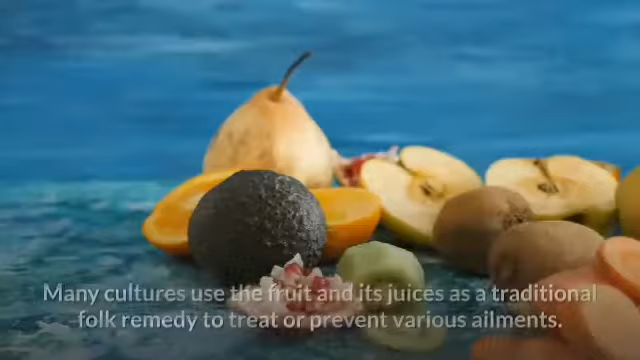 Many cultures use the fruit and its juices as a traditional
folk remedy to treat or prevent various ailments.